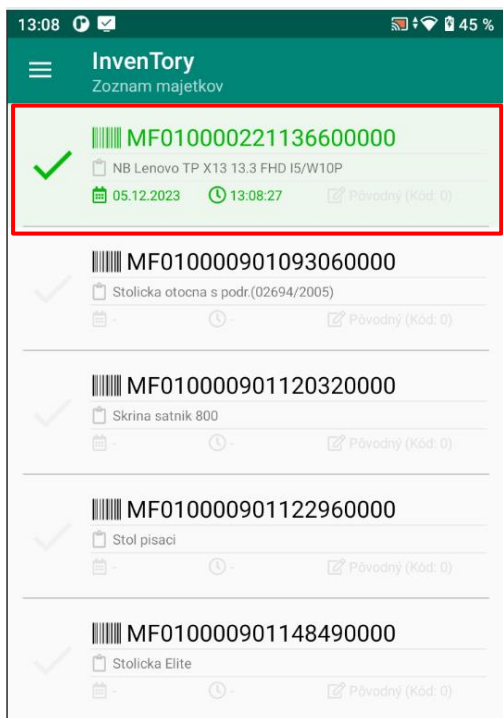 13:08 45 %
InvenTory
Zoznam majetkov
MF010000221136600000
NB Lenovo TP X13 13.3 FHD I5/W10P
05.12.2023 13:08:27 Pôvodný (Kód: 0)
MF010000901093060000
Stolicka otocna s podr.(02694/2005)
- - Pôvodný (Kód: 0)
MF010000901120320000
Skrina satnik 800
- - Pôvodný (Kód: 0)
MF010000901122960000
Stol pisaci
- - Pôvodný (Kód: 0)
MF010000901148490000
Stolicka Elite
- - Pôvodný (Kód: 0)